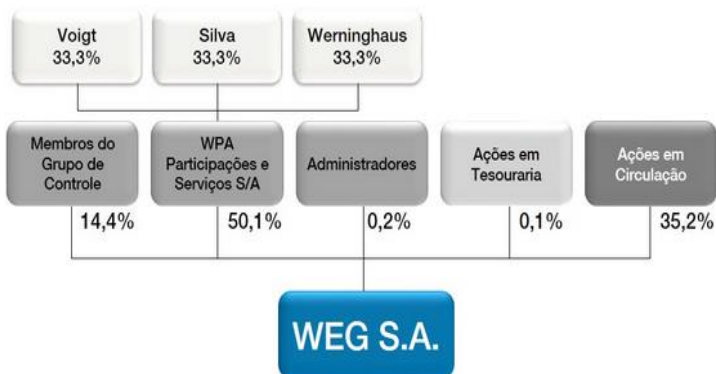 Voigt
33,3%
Silva
33,3%
Werninghaus
33,3%
Membros do
Grupo de
Controle
WPA
Participações e
Serviços S/A
Administradores
Ações em
Tesouraria
Ações em
Circulação
14,4%
50,1%
0,2%
0,1%
35,2%
WEG S.A.